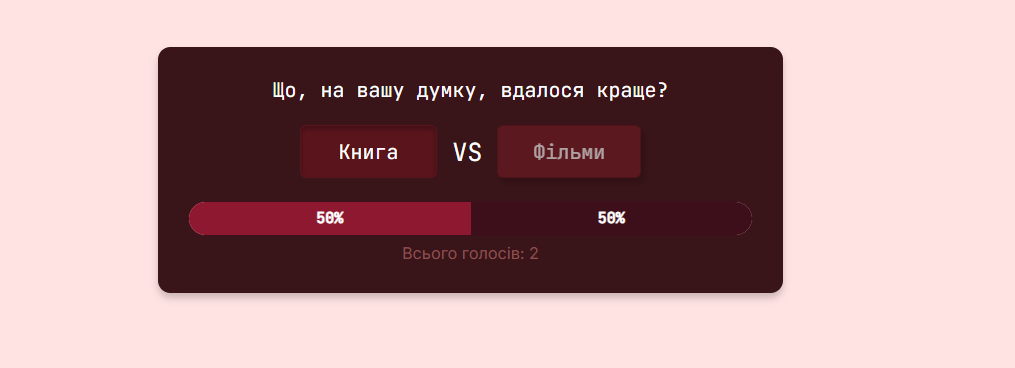 Що, на вашу думку, вдалося краще?
Книга VS Фільми
50% 50%
Всього голосів: 2